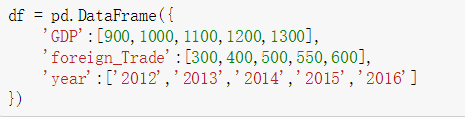 df = pd.DataFrame({
    'GDP':[900,1000,1100,1200,1300],
    'foreign_Trade':[300,400,500,550,600],
    'year':['2012','2013','2014','2015','2016']
})